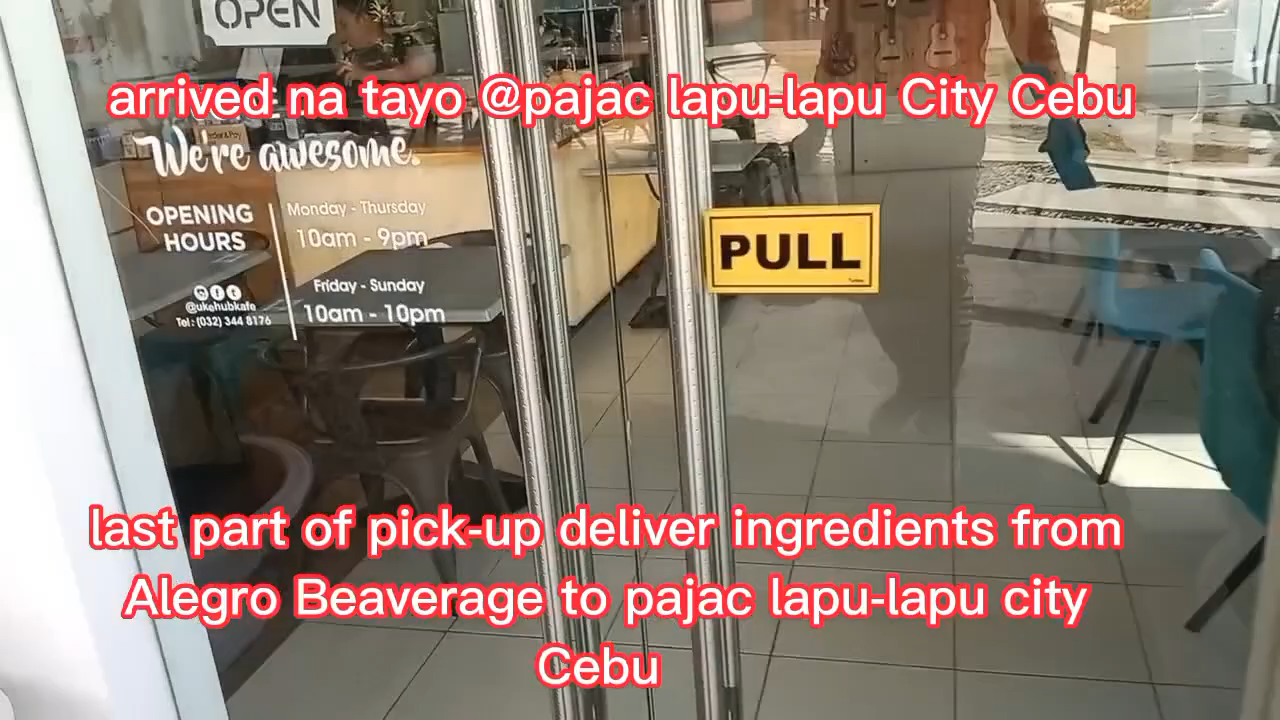 OPEN
arrived na tayo @pajac lapu-lapu City Cebu
We're awesome.
OPENING
HOURS
Monday - Thursday
10am - 9pm
Friday - Sunday
10am - 10pm
@ukehubkafe
Tel: (032) 344 8176
PULL
last part of pick-up deliver ingredients from
Alegro Beaverage to pajac lapu-lapu city
Cebu